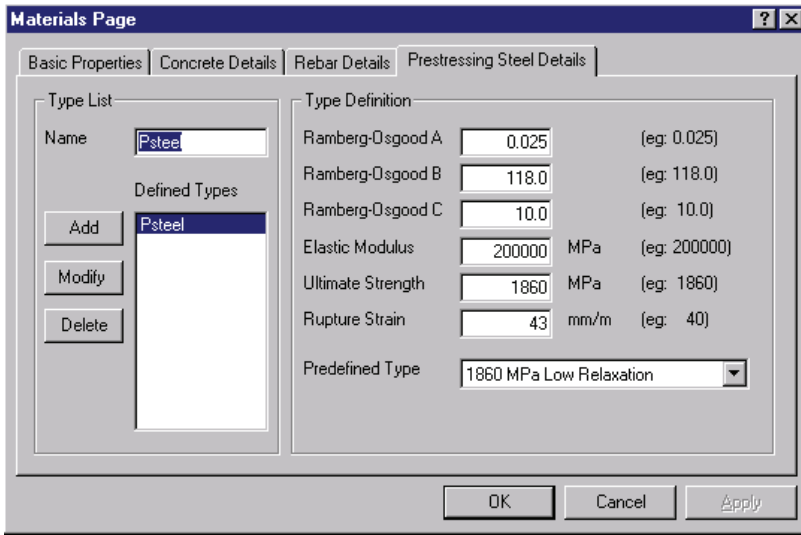 Materials Page
Basic Properties Concrete Details Rebar Details Prestressing Steel Details
Type List
Name Psteel
Defined Types
Psteel
Add
Modify
Delete
Type Definition
Ramberg-Osgood A 0.025 (eg: 0.025)
Ramberg-Osgood B 118.0 (eg: 118.0)
Ramberg-Osgood C 10.0 (eg: 10.0)
Elastic Modulus 200000 MPa (eg: 200000)
Ultimate Strength 1860 MPa (eg: 1860)
Rupture Strain 43 mm/m (eg: 40)
Predefined Type 1860 MPa Low Relaxation
OK Cancel Apply